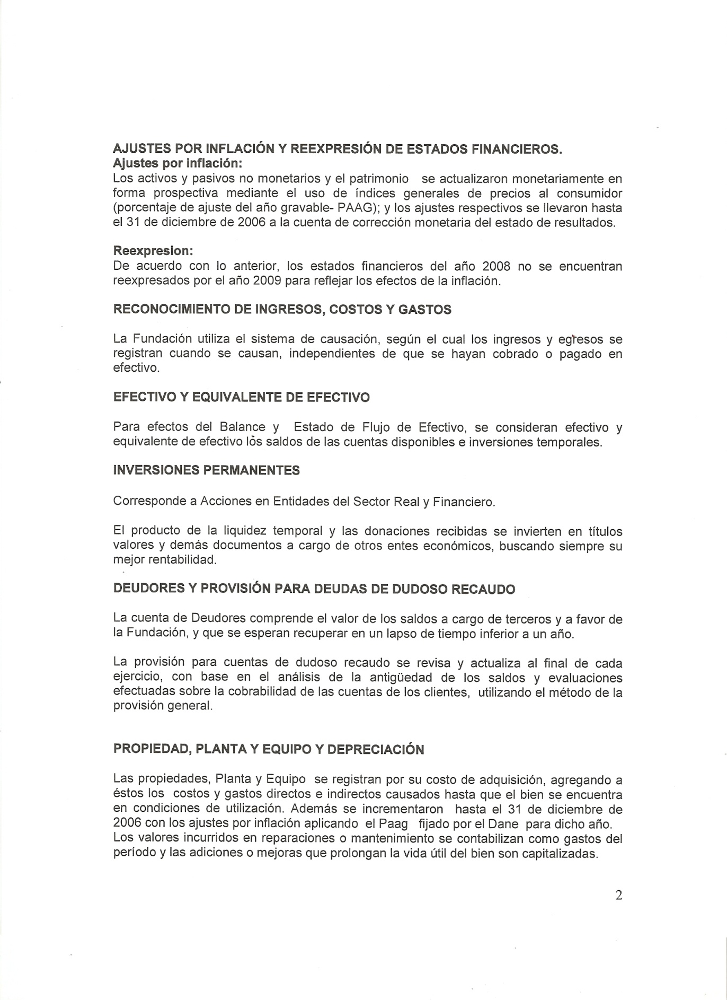 AJUSTES POR INFLACIÓN Y REEXPRESIÓN DE ESTADOS FINANCIEROS.
Ajustes por inflación:
Los activos y pasivos no monetarios y el patrimonio se actualizaron monetariamente en
forma prospectiva mediante el uso de índices generales de precios al consumidor
(porcentaje de ajuste del año gravable- PAAG); y los ajustes respectivos se llevaron hasta
el 31 de diciembre de 2006 a la cuenta de corrección monetaria del estado de resultados.
Reexpresion:
De acuerdo con lo anterior, los estados financieros del año 2008 no se encuentran
reexpresados por el año 2009 para reflejar los efectos de la inflación.
RECONOCIMIENTO DE INGRESOS, COSTOS Y GASTOS
La Fundación utiliza el sistema de causación, según el cual los ingresos y egresos se
registran cuando se causan, independientes de que se hayan cobrado o pagado en
efectivo.
EFECTIVO Y EQUIVALENTE DE EFECTIVO
Para efectos del Balance y Estado de Flujo de Efectivo, se consideran efectivo y
equivalente de efectivo los saldos de las cuentas disponibles e inversiones temporales.
INVERSIONES PERMANENTES
Corresponde a Acciones en Entidades del Sector Real y Financiero.
El producto de la liquidez temporal y las donaciones recibidas se invierten en títulos
valores y demás documentos a cargo de otros entes económicos, buscando siempre su
mejor rentabilidad.
DEUDORES Y PROVISIÓN PARA DEUDAS DE DUDOSO RECAUDO
La cuenta de Deudores comprende el valor de los saldos a cargo de terceros y a favor de
la Fundación, y que se esperan recuperar en un lapso de tiempo inferior a un año.
La provisión para cuentas de dudoso recaudo se revisa y actualiza al final de cada
ejercicio, con base en el análisis de la antigüedad de los saldos y evaluaciones
efectuadas sobre la cobrabilidad de las cuentas de los clientes, utilizando el método de la
provisión general.
PROPIEDAD, PLANTA Y EQUIPO Y DEPRECIACIÓN
Las propiedades, Planta y Equipo se registran por su costo de adquisición, agregando a
éstos los costos y gastos directos e indirectos causados hasta que el bien se encuentra
en condiciones de utilización. Además se incrementaron hasta el 31 de diciembre de
2006 con los ajustes por inflación aplicando el Paag fijado por el Dane para dicho año.
Los valores incurridos en reparaciones o mantenimiento se contabilizan como gastos del
período y las adiciones o mejoras que prolongan la vida útil del bien son capitalizadas.
2